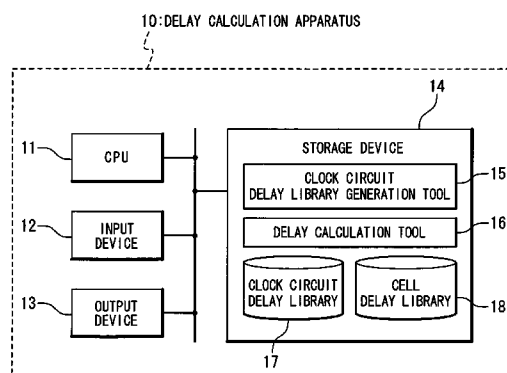 10:DELAY CALCULATION APPARATUS
14
11
CPU
STORAGE DEVICE
CLOCK CIRCUIT
DELAY LIBRARY GENERATION TOOL
15
12
INPUT
DEVICE
DELAY CALCULATION TOOL
16
13
OUTPUT
DEVICE
CLOCK CIRCUIT
DELAY LIBRARY
CELL
DELAY LIBRARY
18
17